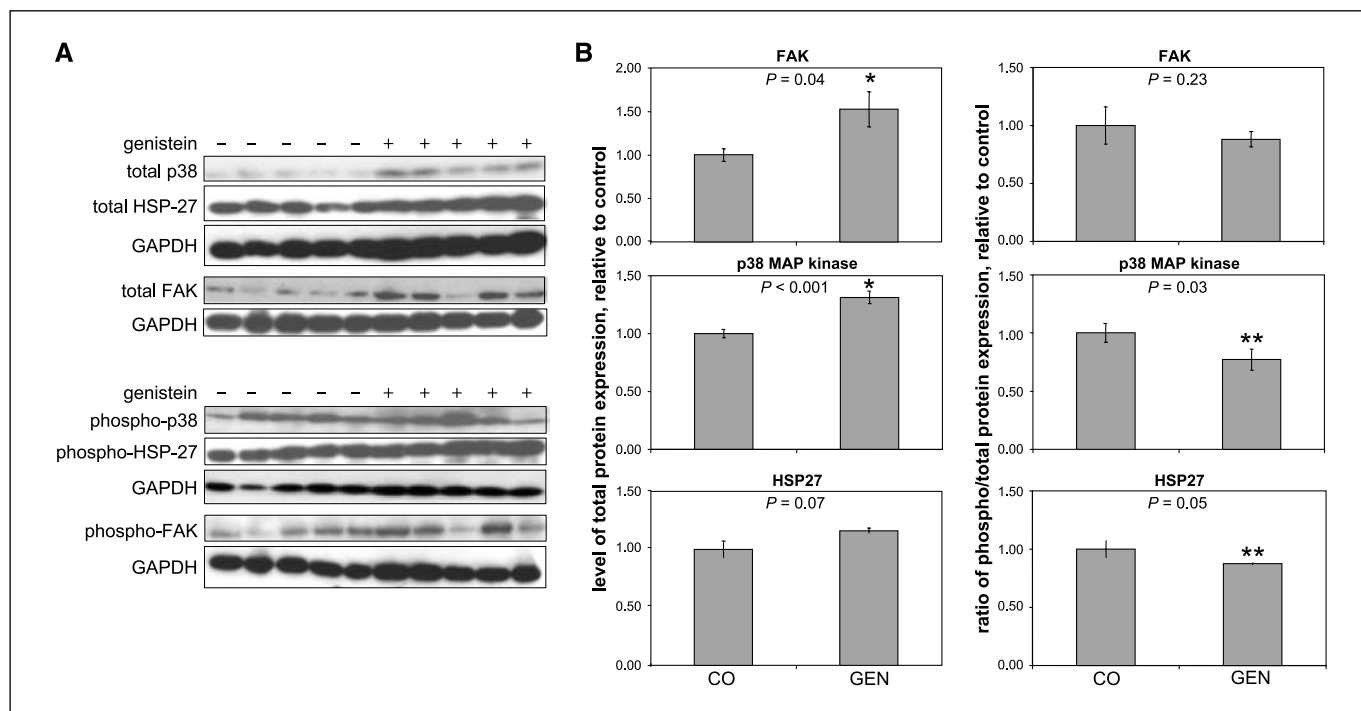 A
genistein − − − − − + + + + +
total p38
total HSP-27
GAPDH
total FAK
GAPDH
genistein − − − − − + + + + +
phospho-p38
phospho-HSP-27
GAPDH
phospho-FAK
GAPDH
B
level of total protein expression, relative to control
FAK
P = 0.04
*
2.00
1.50
1.00
0.50
0.00
p38 MAP kinase
P < 0.001
*
1.50
1.00
0.50
0.00
HSP27
P = 0.07
1.50
1.00
0.50
0.00
CO GEN
ratio of phospho/total protein expression, relative to control
FAK
P = 0.23
1.50
1.00
0.50
0.00
p38 MAP kinase
P = 0.03
**
1.50
1.00
0.50
0.00
HSP27
P = 0.05
**
1.50
1.00
0.50
0.00
CO GEN